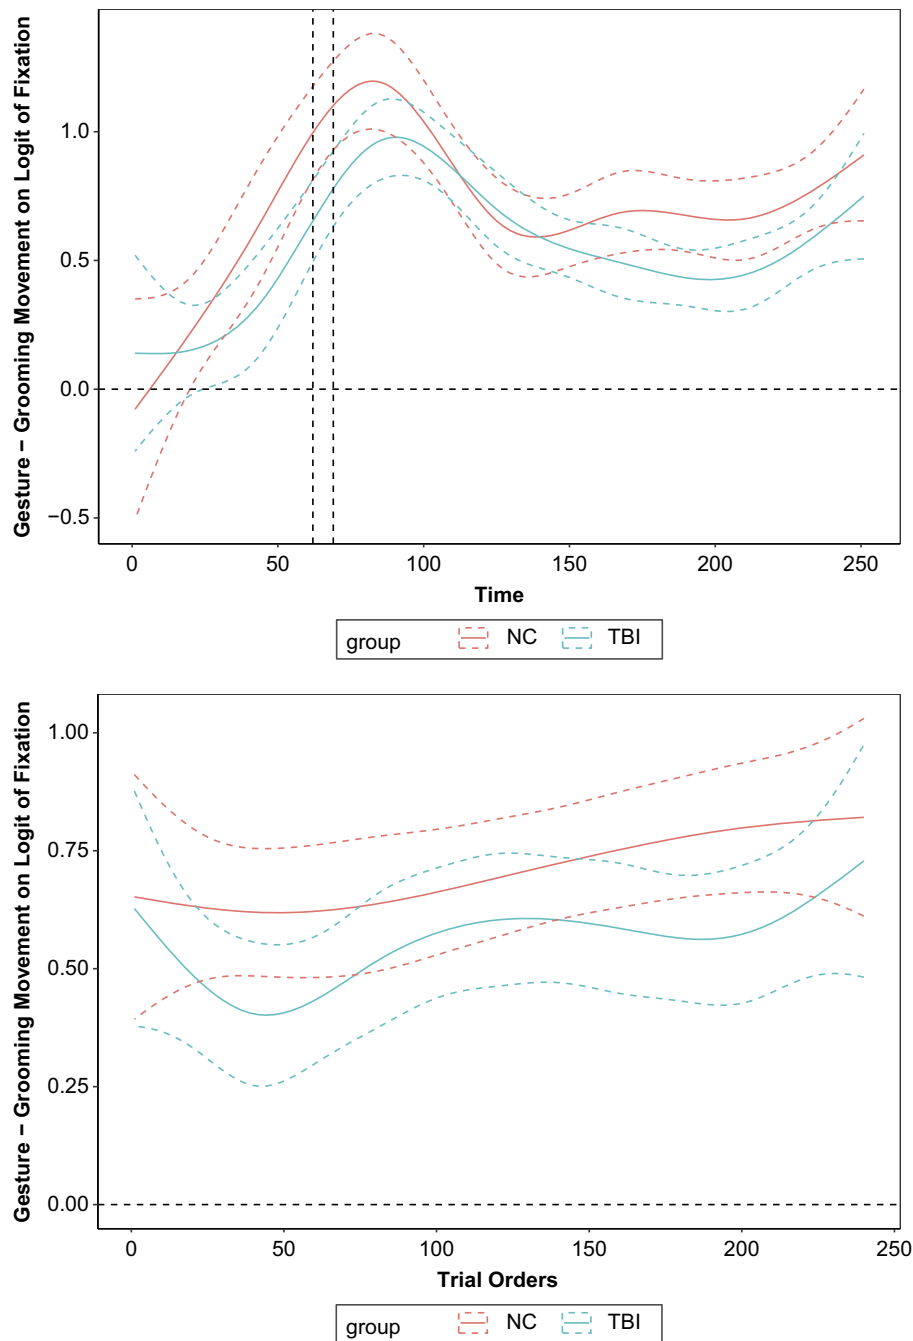 Gesture − Grooming Movement on Logit of Fixation
1.0
0.5
0.0
−0.5
0 50 100 150 200 250
Time
group NC TBI
Gesture − Grooming Movement on Logit of Fixation
1.00
0.75
0.50
0.25
0.00
0 50 100 150 200 250
Trial Orders
group NC TBI